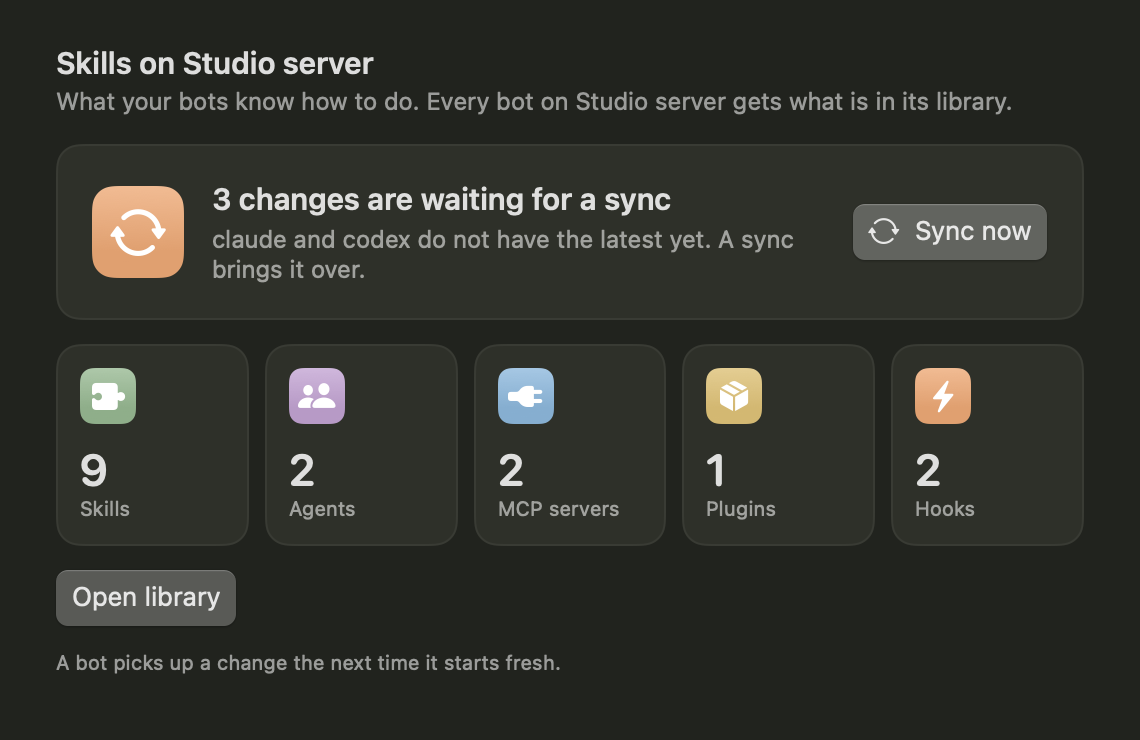 Skills on Studio server
What your bots know how to do. Every bot on Studio server gets what is in its library.
3 changes are waiting for a sync
claude and codex do not have the latest yet. A sync
brings it over.
Sync now
9
Skills
2
Agents
2
MCP servers
1
Plugins
2
Hooks
Open library
A bot picks up a change the next time it starts fresh.